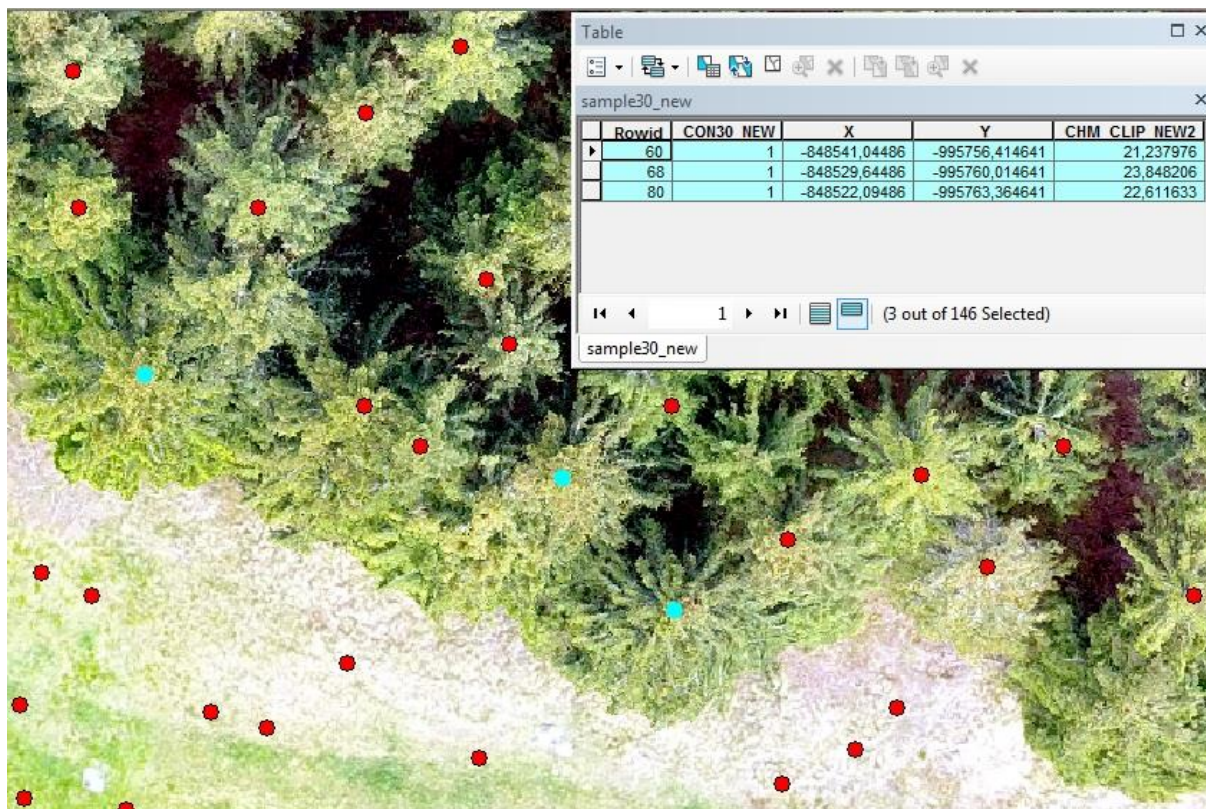 Table
sample30_new
Rowid CON30_NEW X Y CHM_CLIP_NEW2
60 1 -848541,04486 -995756,414641 21,237976
68 1 -848529,64486 -995760,014641 23,848206
80 1 -848522,09486 -995763,364641 22,611633
1 (3 out of 146 Selected)
sample30_new